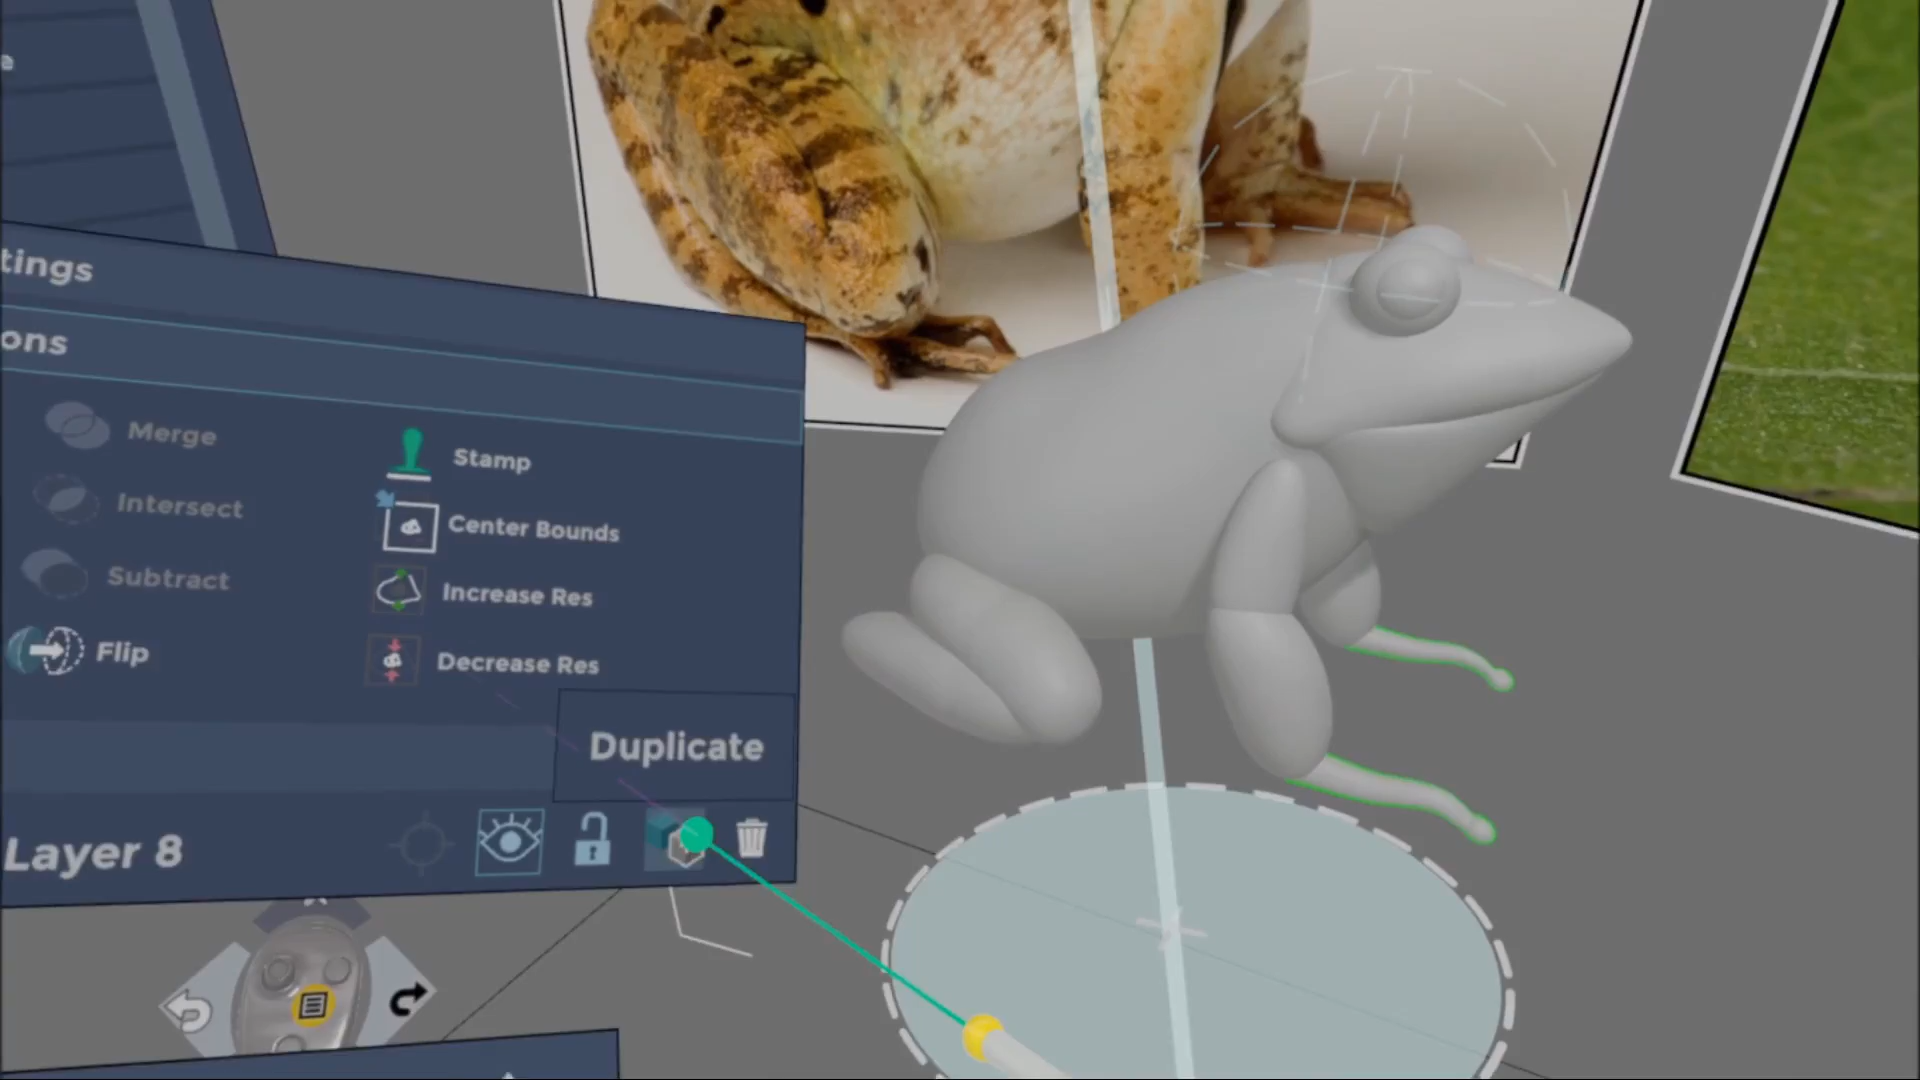 e
tings
ons
Merge
Stamp
Intersect
Center Bounds
Subtract
Increase Res
Flip
Decrease Res
Duplicate
Layer 8